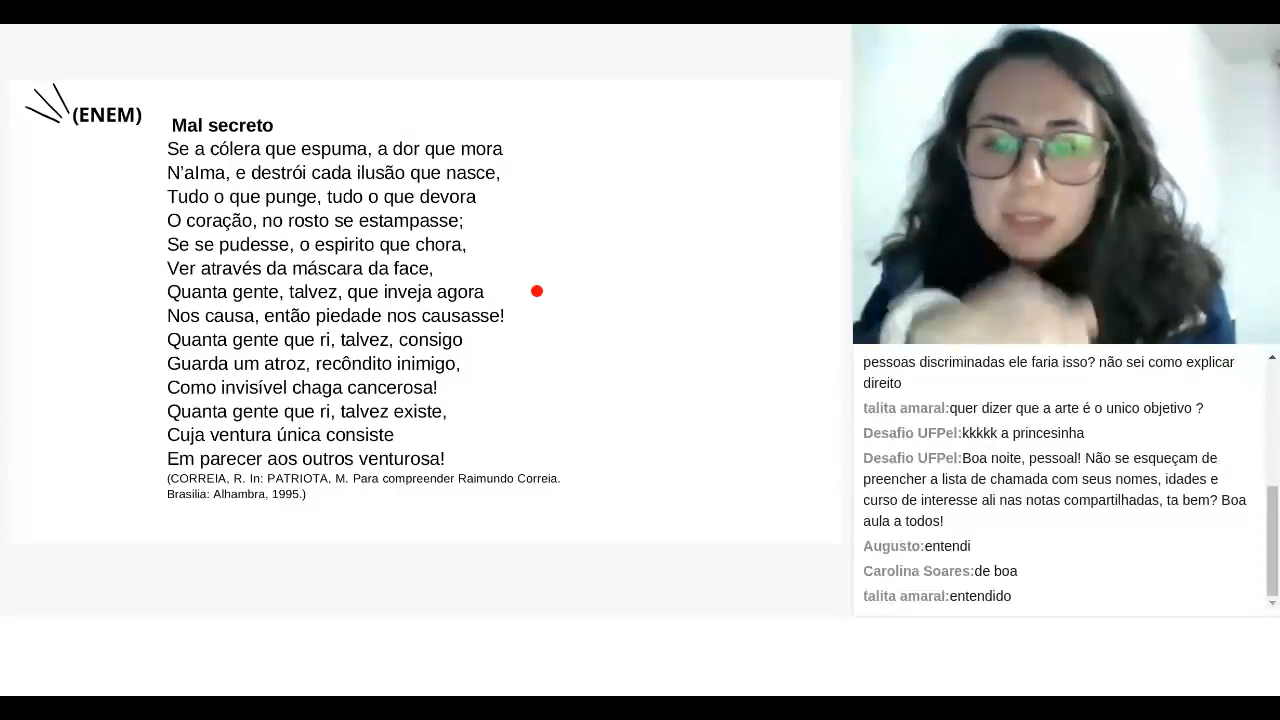 (ENEM)
Mal secreto
Se a cólera que espuma, a dor que mora
N'alma, e destrói cada ilusão que nasce,
Tudo o que punge, tudo o que devora
O coração, no rosto se estampasse;
Se se pudesse, o espirito que chora,
Ver através da máscara da face,
Quanta gente, talvez, que inveja agora
Nos causa, então piedade nos causasse!
Quanta gente que ri, talvez, consigo
Guarda um atroz, recôndito inimigo,
Como invisível chaga cancerosa!
Quanta gente que ri, talvez existe,
Cuja ventura única consiste
Em parecer aos outros venturosa!
(CORREIA, R. In: PATRIOTA, M. Para compreender Raimundo Correia.
Brasilia: Alhambra, 1995.)
pessoas discriminadas ele faria isso? não sei como explicar
direito
talita amaral:quer dizer que a arte é o unico objetivo ?
Desafio UFPel:kkkkk a princesinha
Desafio UFPel:Boa noite, pessoal! Não se esqueçam de
preencher a lista de chamada com seus nomes, idades e
curso de interesse ali nas notas compartilhadas, ta bem? Boa
aula a todos!
Augusto:entendi
Carolina Soares:de boa
talita amaral:entendido